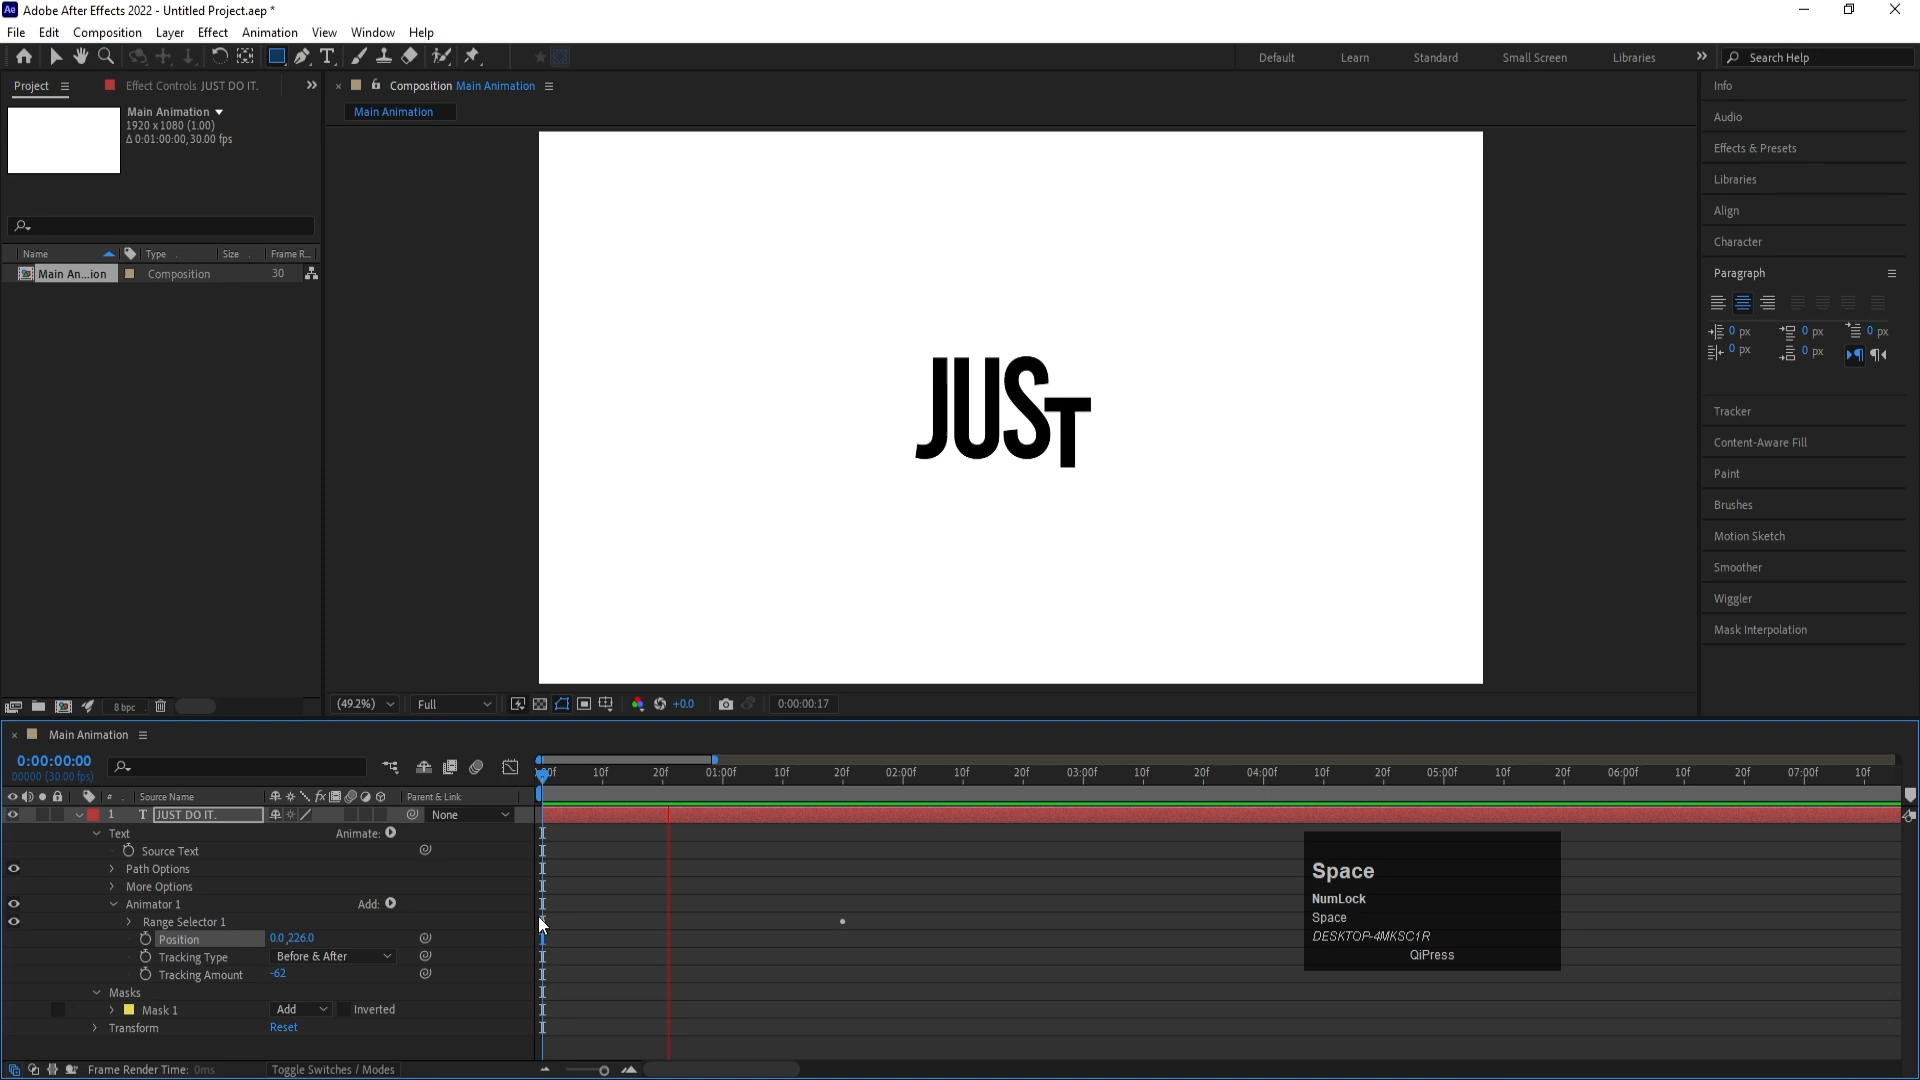 Ae Adobe After Effects 2022 - Untitled Project.aep *
File Edit Composition Layer Effect Animation View Window Help
Default Learn Standard Small Screen Libraries Search Help
Project Effect Controls JUST DO IT. Composition Main Animation Info
Main Animation
1920 x 1080 (1.00)
Δ 0:01:00:00, 30.00 fps
Main Animation
Audio
Effects & Presets
Libraries
Align
Character
Name Type Size Frame R...
Main An...ion Composition 30
Paragraph
0 px 0 px 0 px
0 px 0 px
JUST
Tracker
Content-Aware Fill
Paint
Brushes
Motion Sketch
Smoother
Wiggler
Mask Interpolation
8 bpc (49.2%) Full +0.0 0:00:00:17
Main Animation
0:00:00:00
00000 (30.00 fps)
10f 20f 01:00f 10f 20f 02:00f 10f 20f 03:00f 10f 20f 04:00f 10f 20f 05:00f 10f 20f 06:00f 10f 20f 07:00f 10f
# Source Name fx Parent & Link
1 T JUST DO IT. None
Text Animate:
Source Text
Path Options
More Options
Animator 1 Add:
Range Selector 1
Position 0.0,226.0
Tracking Type Before & After
Tracking Amount -62
Masks
Mask 1 Add Inverted
Transform Reset
Space
NumLock
Space
DESKTOP-4MKSC1R
QiPress
Frame Render Time: 0ms Toggle Switches / Modes